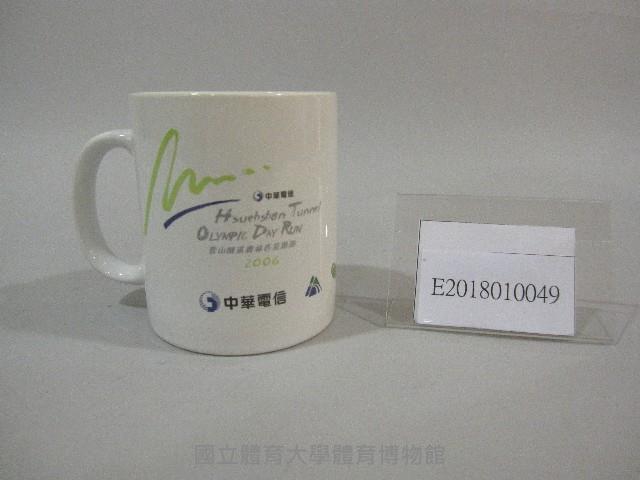 中華電信
Hsuehshan Tunnel
OLYMPIC DAY RUN
2006
中華電信
E2018010049
國立體育大學體育博物館